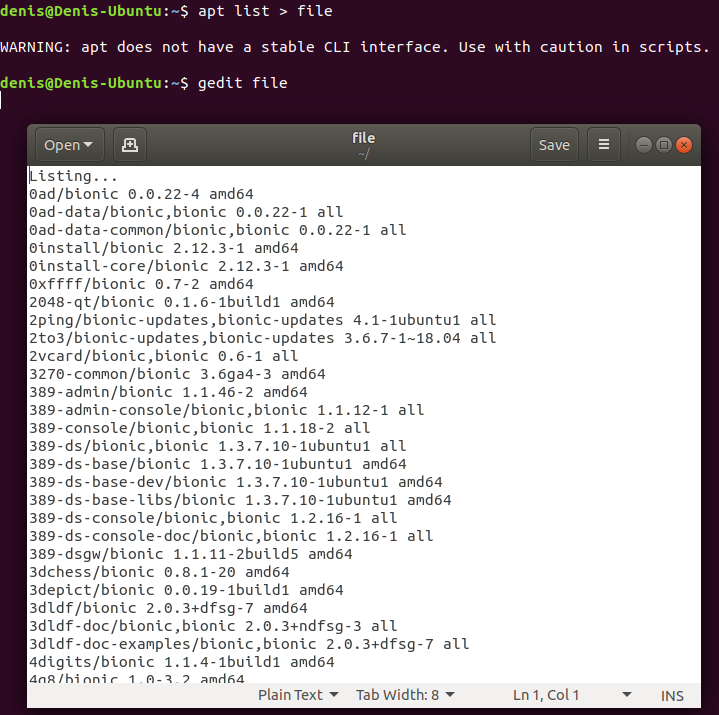 denis@Denis-Ubuntu:~$ apt list > file
WARNING: apt does not have a stable CLI interface. Use with caution in scripts.
denis@Denis-Ubuntu:~$ gedit file
Open
file
~/
Save
Listing...
0ad/bionic 0.0.22-4 amd64
0ad-data/bionic,bionic 0.0.22-1 all
0ad-data-common/bionic,bionic 0.0.22-1 all
0install/bionic 2.12.3-1 amd64
0install-core/bionic 2.12.3-1 amd64
0xffff/bionic 0.7-2 amd64
2048-qt/bionic 0.1.6-1build1 amd64
2ping/bionic-updates,bionic-updates 4.1-1ubuntu1 all
2to3/bionic-updates,bionic-updates 3.6.7-1~18.04 all
2vcard/bionic,bionic 0.6-1 all
3270-common/bionic 3.6ga4-3 amd64
389-admin/bionic 1.1.46-2 amd64
389-admin-console/bionic,bionic 1.1.12-1 all
389-console/bionic,bionic 1.1.18-2 all
389-ds/bionic,bionic 1.3.7.10-1ubuntu1 all
389-ds-base/bionic 1.3.7.10-1ubuntu1 amd64
389-ds-base-dev/bionic 1.3.7.10-1ubuntu1 amd64
389-ds-base-libs/bionic 1.3.7.10-1ubuntu1 amd64
389-ds-console/bionic,bionic 1.2.16-1 all
389-ds-console-doc/bionic,bionic 1.2.16-1 all
389-dsgw/bionic 1.1.11-2build5 amd64
3dchess/bionic 0.8.1-20 amd64
3depict/bionic 0.0.19-1build1 amd64
3dldf/bionic 2.0.3+dfsg-7 amd64
3dldf-doc/bionic,bionic 2.0.3+ndfsg-3 all
3dldf-doc-examples/bionic,bionic 2.0.3+dfsg-7 all
4digits/bionic 1.1.4-1build1 amd64
4g8/bionic 1.0-3.2 amd64
Plain Text Tab Width: 8 Ln 1, Col 1 INS